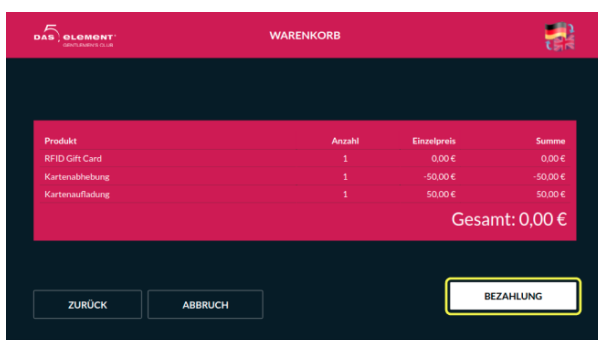 5
DAS element
GENTLEMEN'S CLUB
WARENKORB
Produkt Anzahl Einzelpreis Summe
RFID Gift Card 1 0,00 € 0,00 €
Kartenabhebung 1 -50,00 € -50,00 €
Kartenaufladung 1 50,00 € 50,00 €
Gesamt: 0,00 €
ZURÜCK ABBRUCH BEZAHLUNG